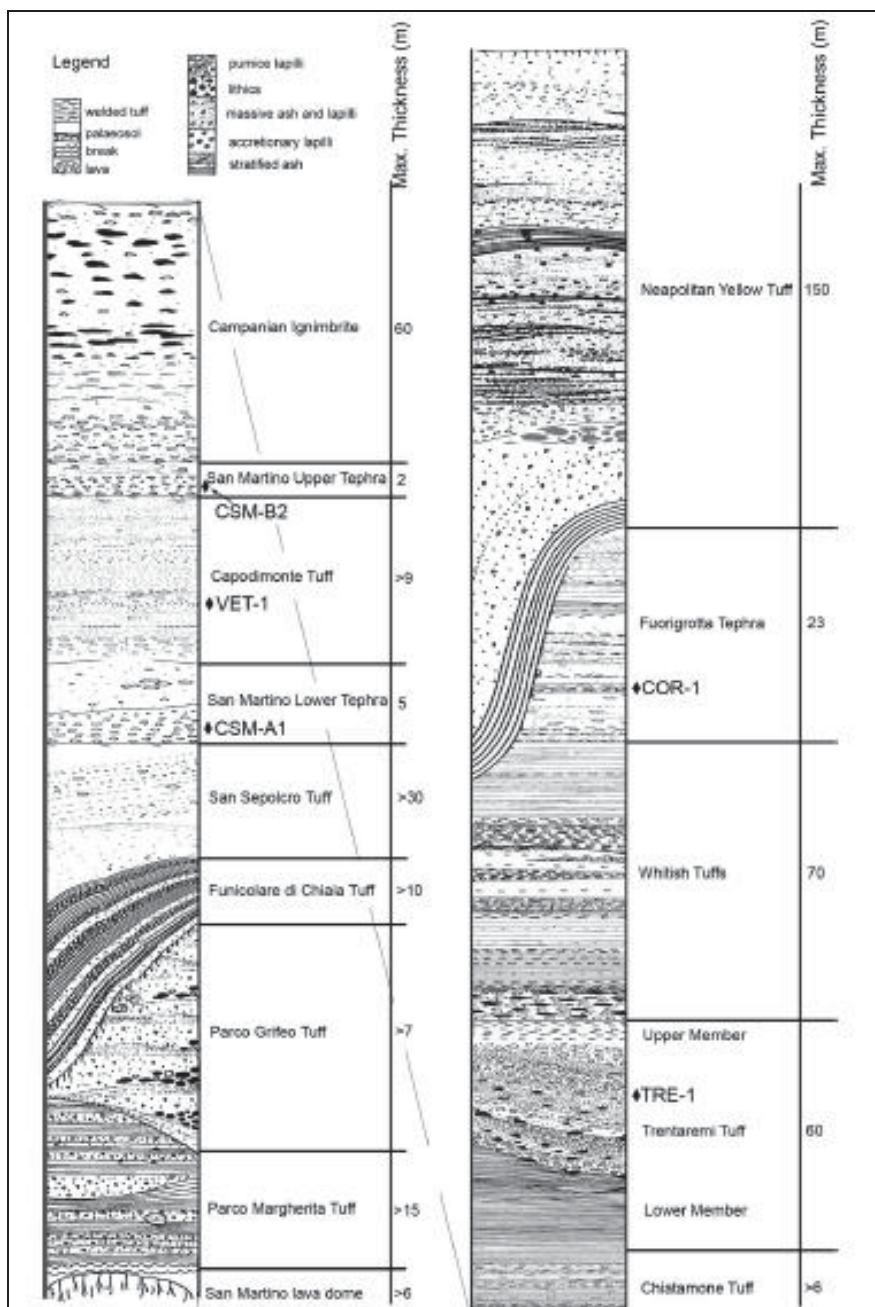 Legend
welded tuff
palaeosol
break
lava
pumice lapilli
lithics
massive ash and lapilli
accretionary lapilli
stratified ash
Max. Thickness (m)
Campanian Ignimbrite 60
San Martino Upper Tephra 2
CSM-B2
Capodimonte Tuff >9
VET-1
San Martino Lower Tephra 5
CSM-A1
San Sepolcro Tuff >30
Funicolare di Chiaia Tuff >10
Parco Grifeo Tuff >7
Parco Margherita Tuff >15
San Martino lava dome >6
Max. Thickness (m)
Neapolitan Yellow Tuff 150
Fuorigrotta Tephra 23
COR-1
Whitish Tuffs 70
Upper Member
TRE-1
Trentaremi Tuff 60
Lower Member
Chiatamone Tuff >6